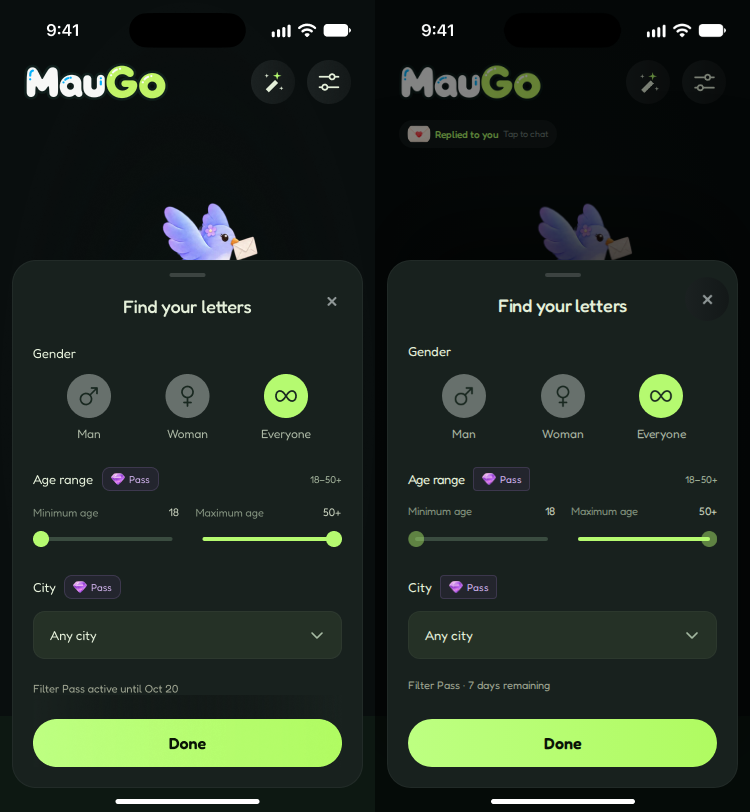 9:41
MauGo
Find your letters
Gender
Man Woman Everyone
Age range Pass 18–50+
Minimum age 18 Maximum age 50+
City Pass
Any city
Filter Pass active until Oct 20
Done
9:41
MauGo
Replied to you Tap to chat
Find your letters
Gender
Man Woman Everyone
Age range Pass 18–50+
Minimum age 18 Maximum age 50+
City Pass
Any city
Filter Pass · 7 days remaining
Done